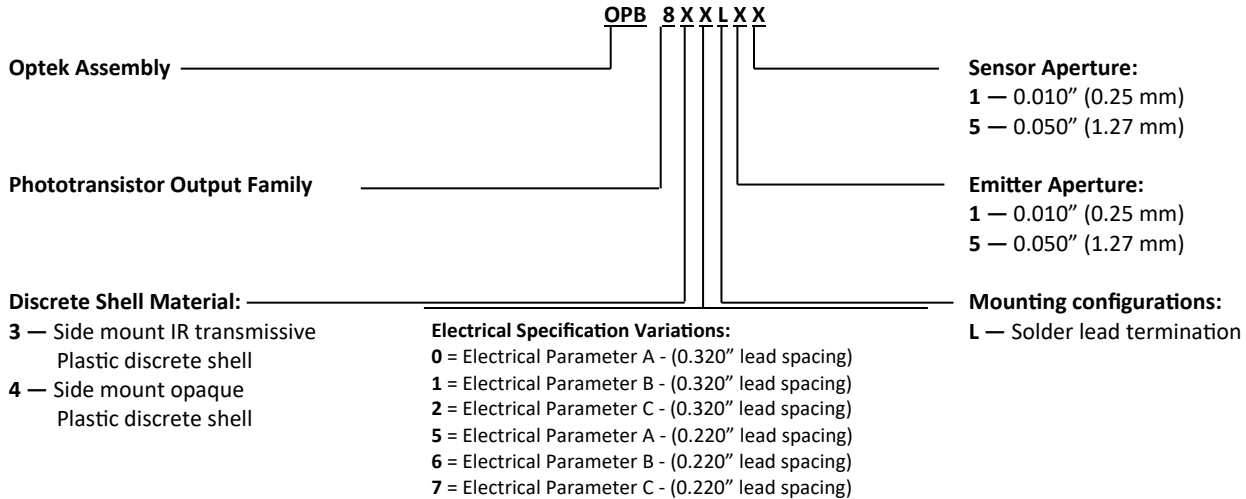 OPB 8 X X L X X
Optek Assembly
Sensor Aperture:
1 — 0.010” (0.25 mm)
5 — 0.050” (1.27 mm)
Phototransistor Output Family
Emitter Aperture:
1 — 0.010” (0.25 mm)
5 — 0.050” (1.27 mm)
Discrete Shell Material:
3 — Side mount IR transmissive
Plastic discrete shell
4 — Side mount opaque
Plastic discrete shell
Electrical Specification Variations:
0 = Electrical Parameter A - (0.320” lead spacing)
1 = Electrical Parameter B - (0.320” lead spacing)
2 = Electrical Parameter C - (0.320” lead spacing)
5 = Electrical Parameter A - (0.220” lead spacing)
6 = Electrical Parameter B - (0.220” lead spacing)
7 = Electrical Parameter C - (0.220” lead spacing)
Mounting configurations:
L — Solder lead termination